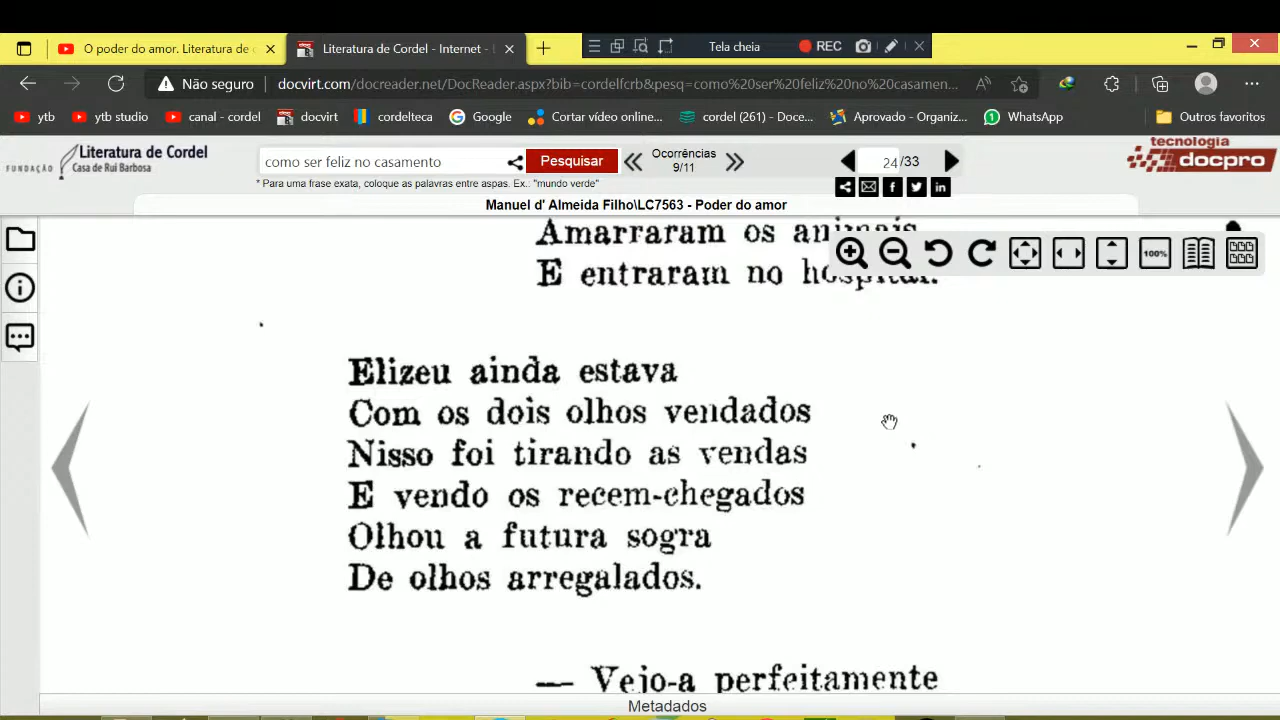 O poder do amor. Literatura de
Literatura de Cordel - Internet -
Tela cheia
REC
Não seguro
docvirt.com/docreader.net/DocReader.aspx?bib=cordelfcrb&pesq=como%20ser%20feliz%20no%20casamen...
ytb
ytb studio
canal - cordel
docvirt
cordelteca
Google
Cortar vídeo online...
cordel (261) - Doce...
Aprovado - Organiz...
WhatsApp
Outros favoritos
FUNDAÇÃO
Literatura de Cordel
Casa de Rui Barbosa
como ser feliz no casamento
Pesquisar
Ocorrências
9/11
24 /33
tecnologia
docpro
* Para uma frase exata, coloque as palavras entre aspas. Ex.: "mundo verde"
Manuel d' Almeida Filho\LC7563 - Poder do amor
100%
Amarraram os animais
E entraram no hospital.
Elizeu ainda estava
Com os dois olhos vendados
Nisso foi tirando as vendas
E vendo os recem-chegados
Olhou a futura sogra
De olhos arregalados.
— Vejo-a perfeitamente
Metadados